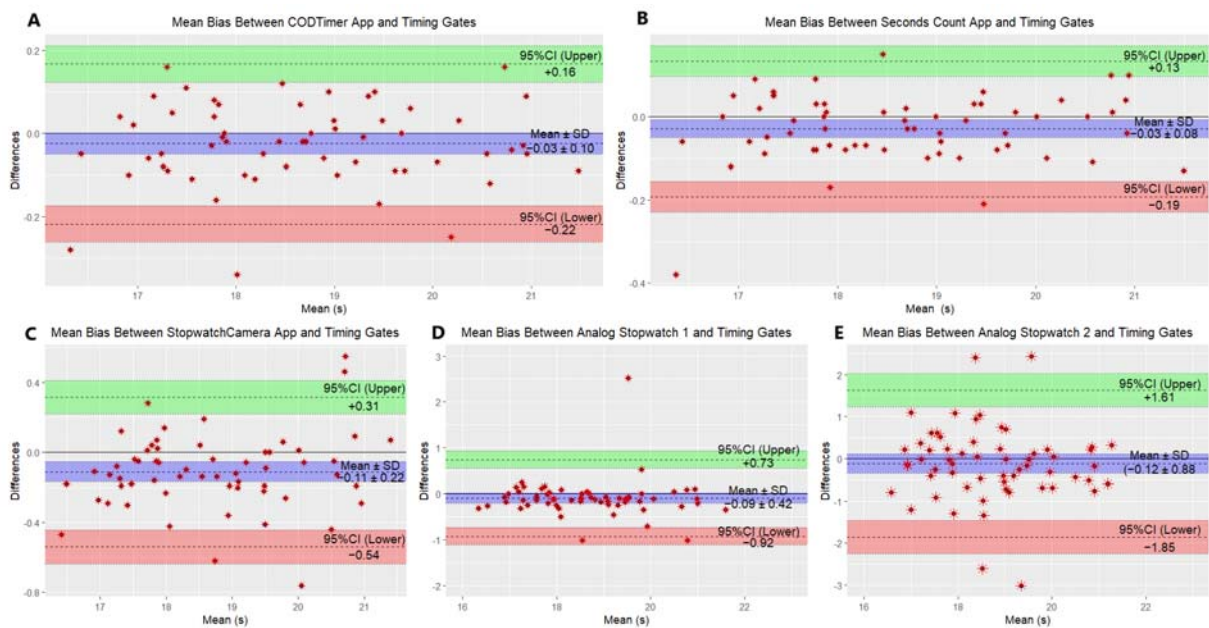 A
Mean Bias Between CODTimer App and Timing Gates
Differences
0.2
0.0
-0.2
95%CI (Upper)
+0.16
Mean ± SD
−0.03 ± 0.10
95%CI (Lower)
−0.22
17
18
19
20
21
Mean (s)
B
Mean Bias Between Seconds Count App and Timing Gates
Differences
0.0
-0.2
-0.4
95%CI (Upper)
+0.13
Mean ± SD
−0.03 ± 0.08
95%CI (Lower)
−0.19
17
18
19
20
21
Mean (s)
C
Mean Bias Between StopwatchCamera App and Timing Gates
Differences
0.4
0.0
-0.4
-0.8
95%CI (Upper)
+0.31
Mean ± SD
−0.11 ± 0.22
95%CI (Lower)
−0.54
17
18
19
20
21
Mean (s)
D
Mean Bias Between Analog Stopwatch 1 and Timing Gates
Differences
3
2
1
0
-1
-2
95%CI (Upper)
+0.73
Mean ± SD
−0.09 ± 0.42
95%CI (Lower)
−0.92
16
18
20
22
Mean (s)
E
Mean Bias Between Analog Stopwatch 2 and Timing Gates
Differences
3
2
1
0
-1
-2
-3
95%CI (Upper)
+1.61
Mean ± SD
−0.12 ± 0.88
95%CI (Lower)
−1.85
16
18
20
22
Mean (s)